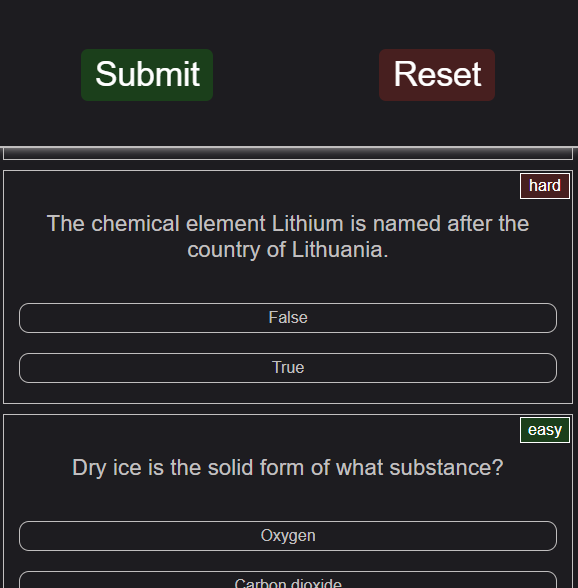 Submit
Reset
hard
The chemical element Lithium is named after the
country of Lithuania.
False
True
easy
Dry ice is the solid form of what substance?
Oxygen
Carbon dioxide